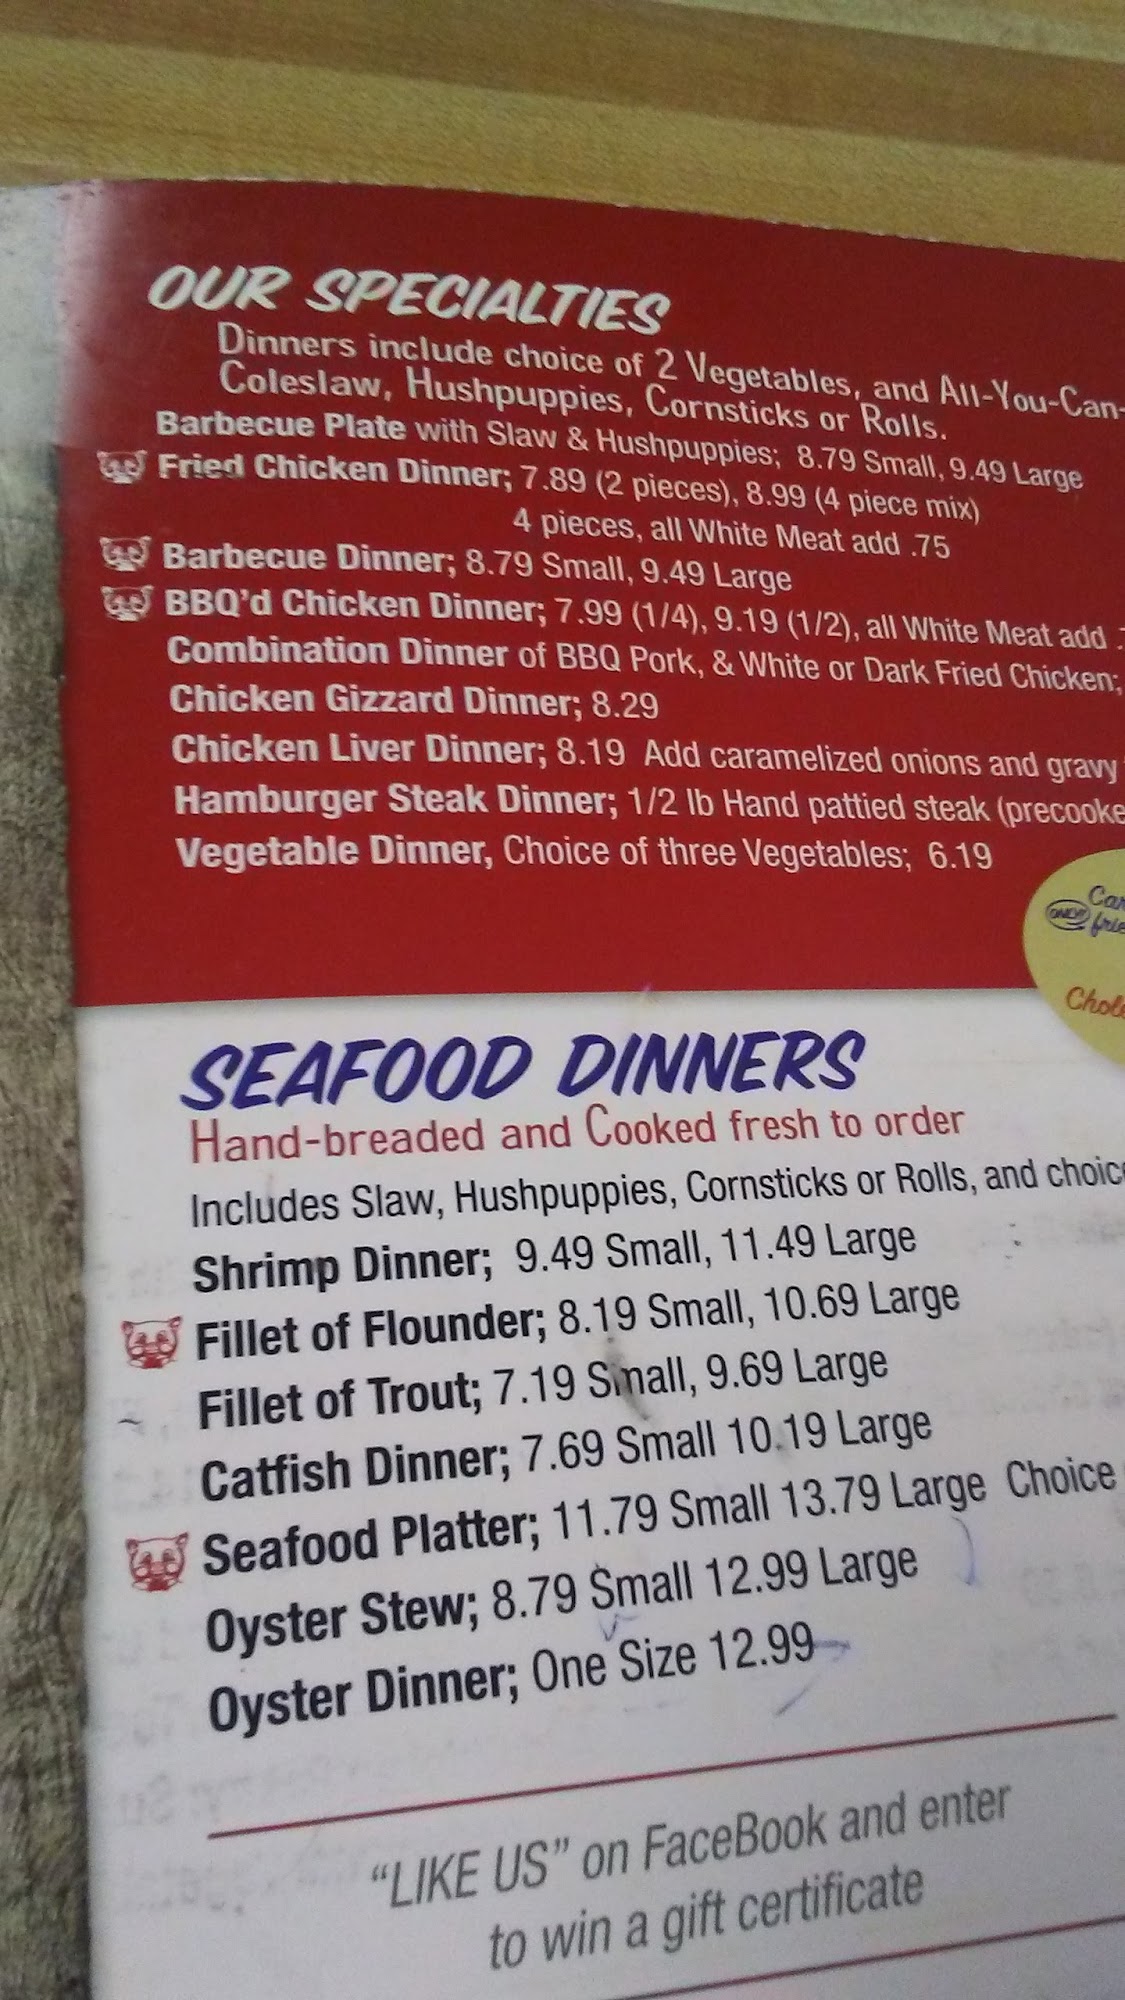 OUR SPECIALTIES
Dinners include choice of 2 Vegetables, and All-You-Can-
Coleslaw, Hushpuppies, Cornsticks or Rolls.
Barbecue Plate with Slaw & Hushpuppies; 8.79 Small, 9.49 Large
Fried Chicken Dinner; 7.89 (2 pieces), 8.99 (4 piece mix)
4 pieces, all White Meat add .75
Barbecue Dinner; 8.79 Small, 9.49 Large
BBQ'd Chicken Dinner; 7.99 (1/4), 9.19 (1/2), all White Meat add
Combination Dinner of BBQ Pork, & White or Dark Fried Chicken;
Chicken Gizzard Dinner; 8.29
Chicken Liver Dinner; 8.19 Add caramelized onions and gravy
Hamburger Steak Dinner; 1/2 lb Hand pattied steak (precooke
Vegetable Dinner, Choice of three Vegetables; 6.19
ONLY
SEAFOOD DINNERS
Hand-breaded and Cooked fresh to order
Includes Slaw, Hushpuppies, Cornsticks or Rolls, and choic
Shrimp Dinner; 9.49 Small, 11.49 Large
Fillet of Flounder; 8.19 Small, 10.69 Large
Fillet of Trout; 7.19 Small, 9.69 Large
Catfish Dinner; 7.69 Small 10.19 Large
Seafood Platter; 11.79 Small 13.79 Large Choice
Oyster Stew; 8.79 Small 12.99 Large
Oyster Dinner; One Size 12.99
"LIKE US" on FaceBook and enter
to win a gift certificate